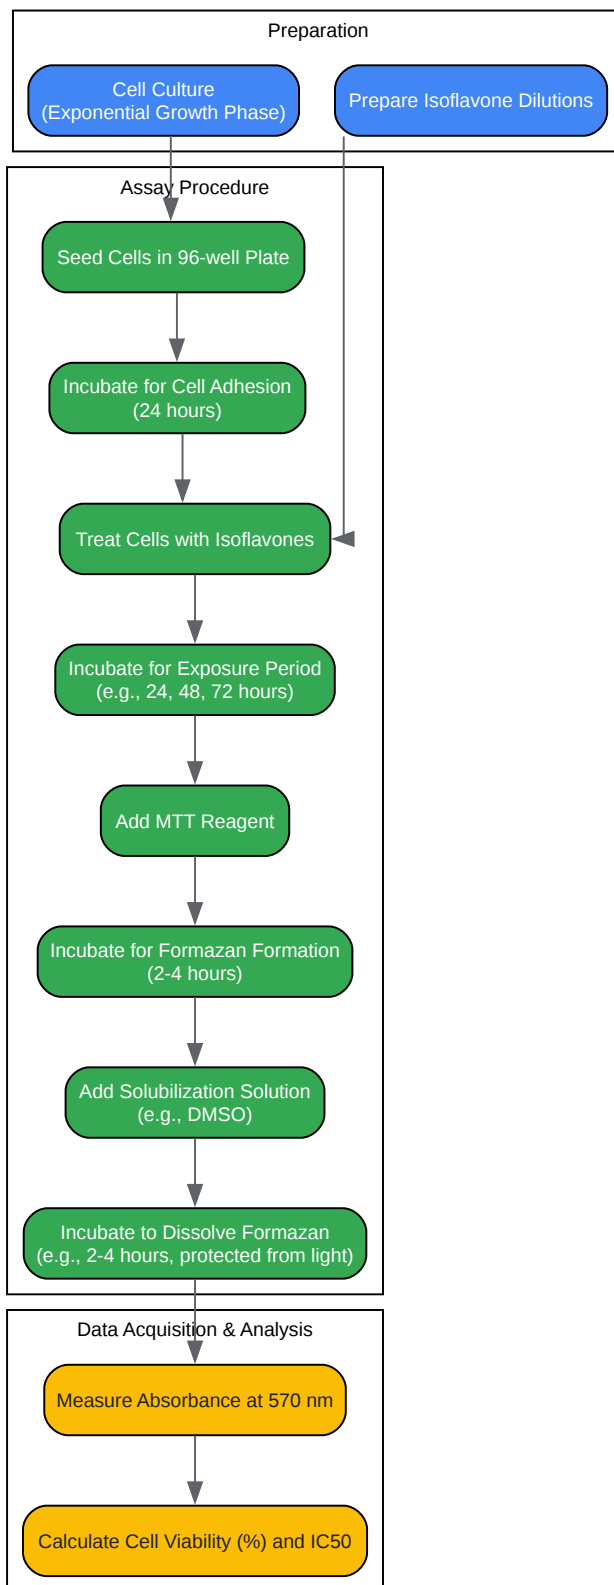 Preparation
Cell Culture
(Exponential Growth Phase)
Prepare Isoflavone Dilutions
Assay Procedure
Seed Cells in 96-well Plate
Incubate for Cell Adhesion
(24 hours)
Treat Cells with Isoflavones
Incubate for Exposure Period
(e.g., 24, 48, 72 hours)
Add MTT Reagent
Incubate for Formazan Formation
(2-4 hours)
Add Solubilization Solution
(e.g., DMSO)
Incubate to Dissolve Formazan
(e.g., 2-4 hours, protected from light)
Data Acquisition & Analysis
Measure Absorbance at 570 nm
Calculate Cell Viability (%) and IC50